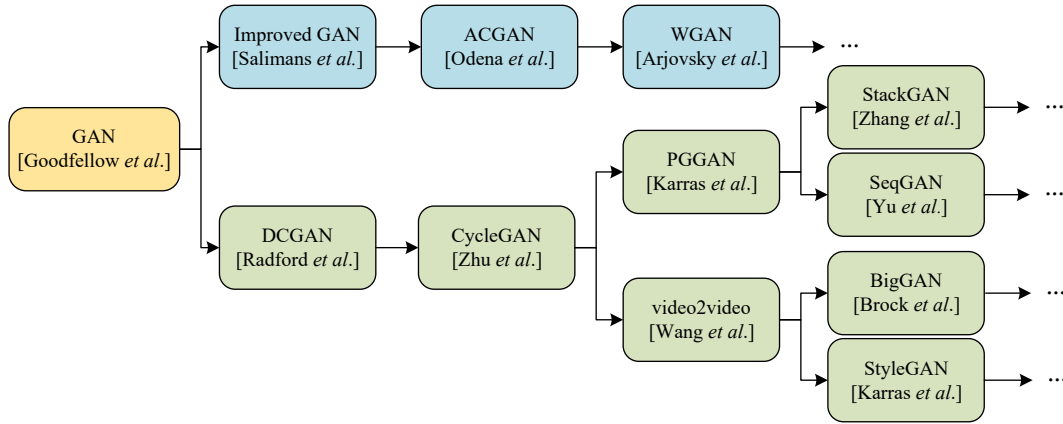 Improved GAN
[Salimans et al.]
ACGAN
[Odena et al.]
WGAN
[Arjovsky et al.]
...
GAN
[Goodfellow et al.]
StackGAN
[Zhang et al.]
...
PGGAN
[Karras et al.]
SeqGAN
[Yu et al.]
...
DCGAN
[Radford et al.]
CycleGAN
[Zhu et al.]
video2video
[Wang et al.]
BigGAN
[Brock et al.]
...
StyleGAN
[Karras et al.]
...